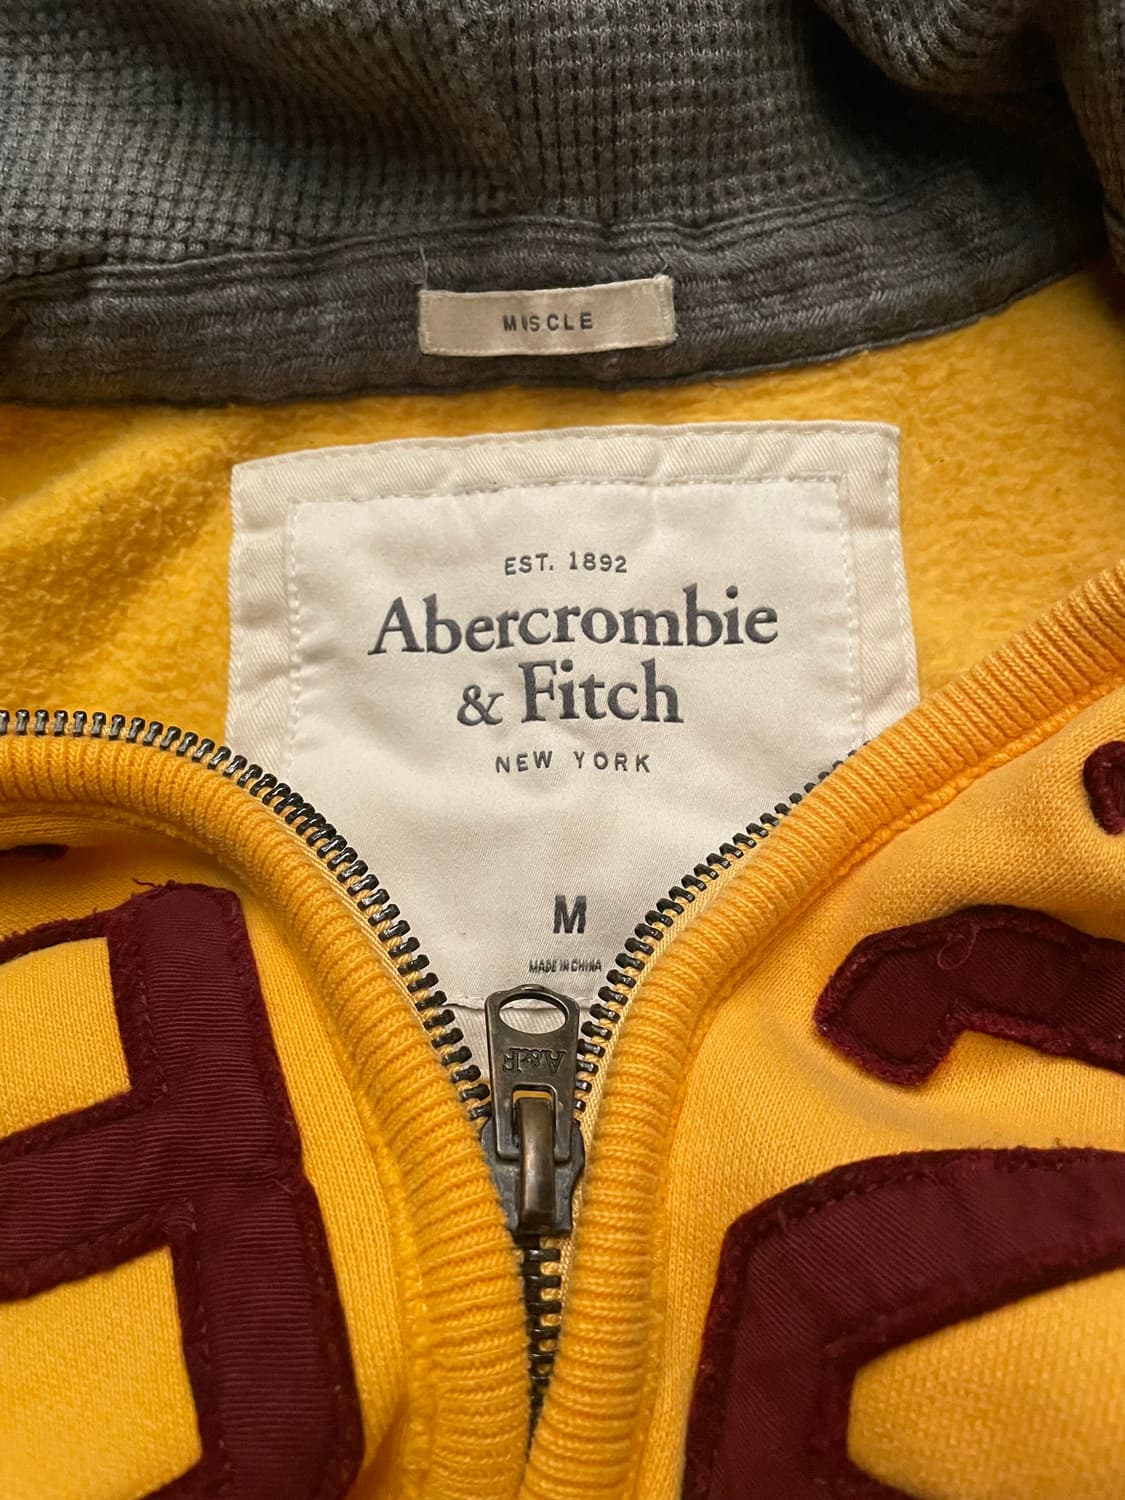 MUSCLE
EST. 1892
Abercrombie
& Fitch
NEW YORK
M
MADE IN CHINA
A&F